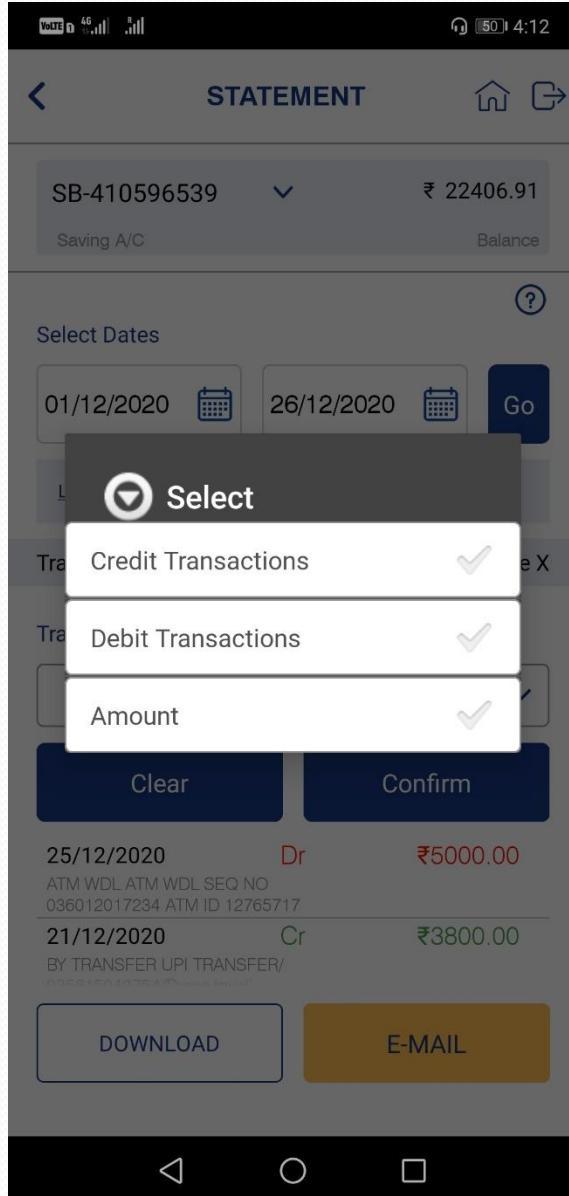 VoLTE 1 4G R 50 4:12
STATEMENT
SB-410596539 ₹ 22406.91
Saving A/C Balance
?
Select Dates
01/12/2020 26/12/2020 Go
L
Select
Tra Credit Transactions e X
Tra Debit Transactions
Amount
Clear Confirm
25/12/2020 Dr ₹5000.00
ATM WDL ATM WDL SEQ NO
036012017234 ATM ID 12765717
21/12/2020 Cr ₹3800.00
BY TRANSFER UPI TRANSFER/
DOWNLOAD E-MAIL